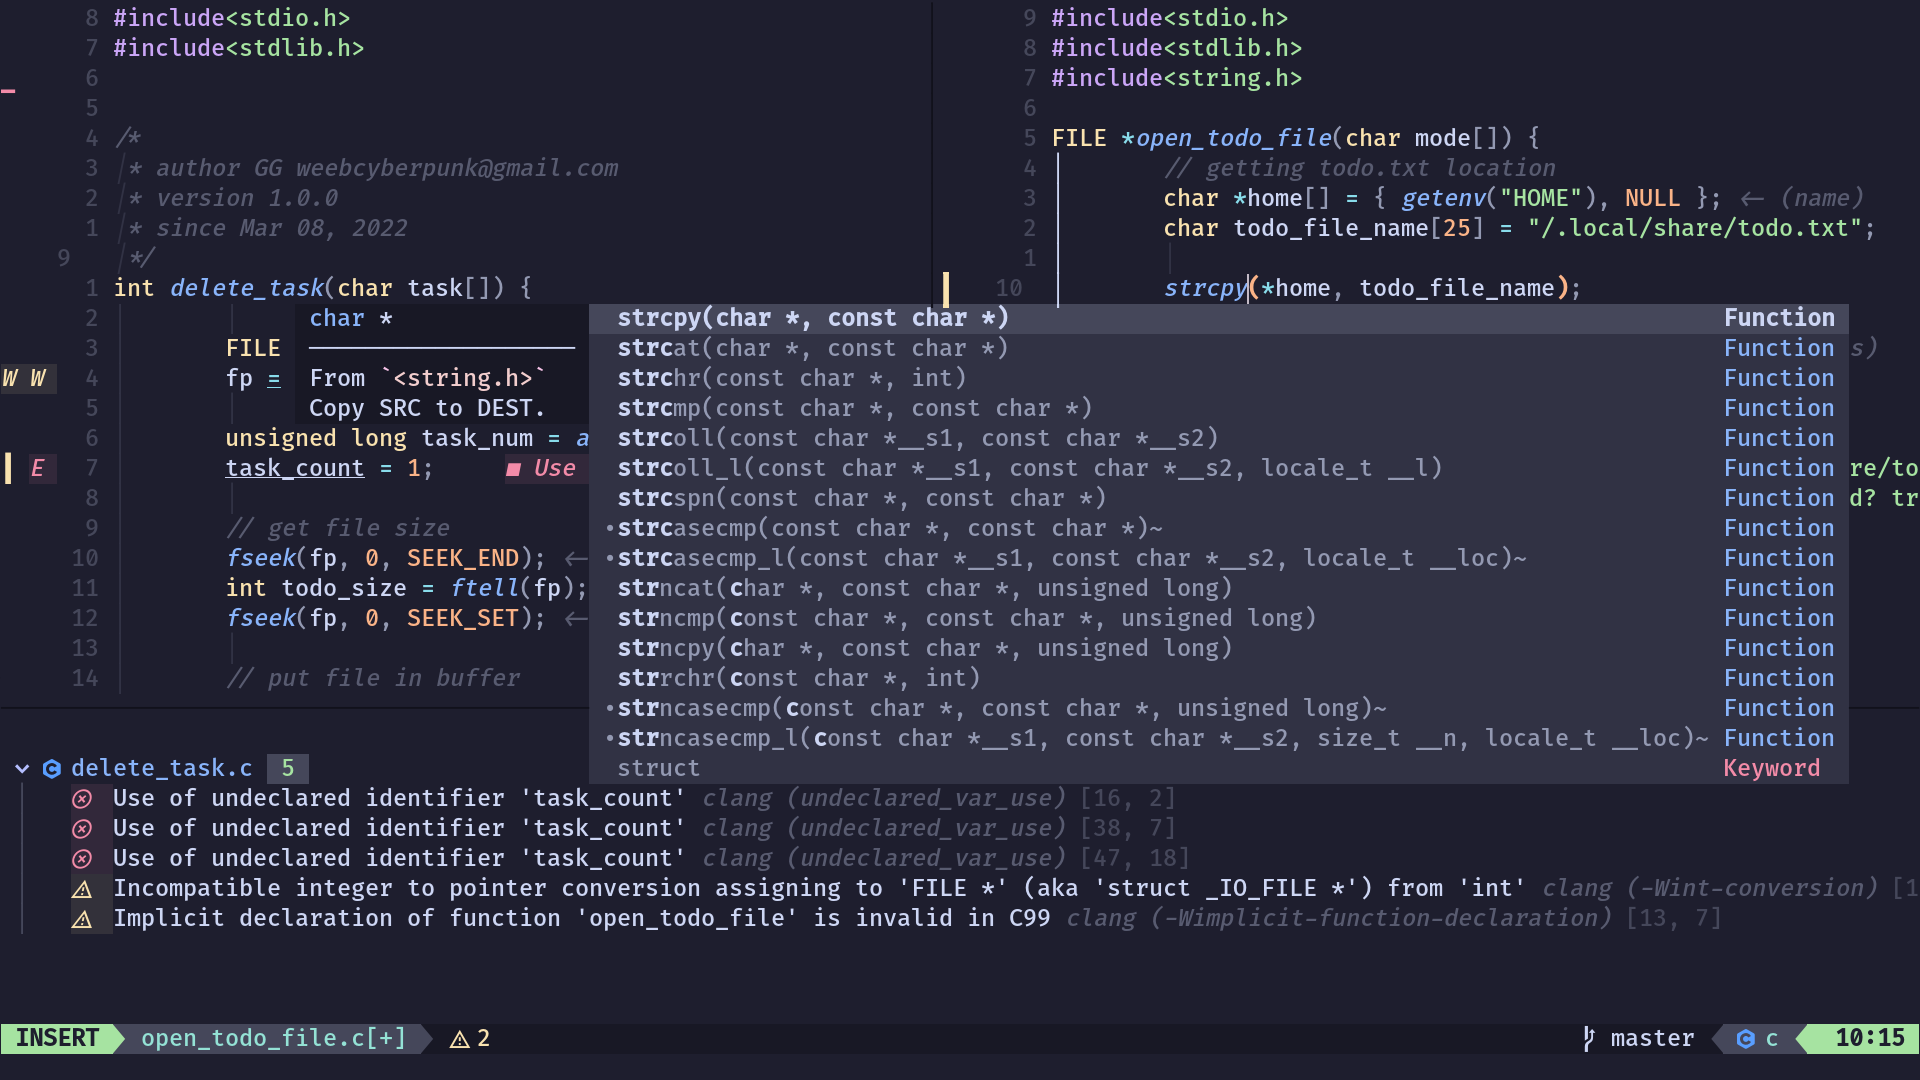 8 #include<stdio.h>
7 #include<stdlib.h>
6
5
4 /*
3 * author GG weebcyberpunk@gmail.com
2 * version 1.0.0
1 * since Mar 08, 2022
9 */
1 int delete_task(char task[]) {
2
3 FILE
W W 4 fp =
5
6 unsigned long task_num = a
E 7 task_count = 1; ■ Use
8
9 // get file size
10 fseek(fp, 0, SEEK_END); <-
11 int todo_size = ftell(fp);
12 fseek(fp, 0, SEEK_SET); <-
13
14 // put file in buffer
char *
From `<string.h>`
Copy SRC to DEST.
9 #include<stdio.h>
8 #include<stdlib.h>
7 #include<string.h>
6
5 FILE *open_todo_file(char mode[]) {
4 // getting todo.txt location
3 char *home[] = { getenv("HOME"), NULL }; <- (name)
2 char todo_file_name[25] = "/.local/share/todo.txt";
1
10 strcpy(*home, todo_file_name);
strcpy(char *, const char *) Function
strcat(char *, const char *) Function s)
strchr(const char *, int) Function
strcmp(const char *, const char *) Function
strcoll(const char *__s1, const char *__s2) Function
strcoll_l(const char *__s1, const char *__s2, locale_t __l) Function re/to
strcspn(const char *, const char *) Function d? tr
•strcasecmp(const char *, const char *)~ Function
•strcasecmp_l(const char *__s1, const char *__s2, locale_t __loc)~ Function
strncat(char *, const char *, unsigned long) Function
strncmp(const char *, const char *, unsigned long) Function
strncpy(char *, const char *, unsigned long) Function
strrchr(const char *, int) Function
•strncasecmp(const char *, const char *, unsigned long)~ Function
•strncasecmp_l(const char *__s1, const char *__s2, size_t __n, locale_t __loc)~ Function
struct Keyword
delete_task.c 5
Use of undeclared identifier 'task_count' clang (undeclared_var_use) [16, 2]
Use of undeclared identifier 'task_count' clang (undeclared_var_use) [38, 7]
Use of undeclared identifier 'task_count' clang (undeclared_var_use) [47, 18]
Incompatible integer to pointer conversion assigning to 'FILE *' (aka 'struct _IO_FILE *') from 'int' clang (-Wint-conversion) [1
Implicit declaration of function 'open_todo_file' is invalid in C99 clang (-Wimplicit-function-declaration) [13, 7]
INSERT open_todo_file.c[+] 2 master c 10:15